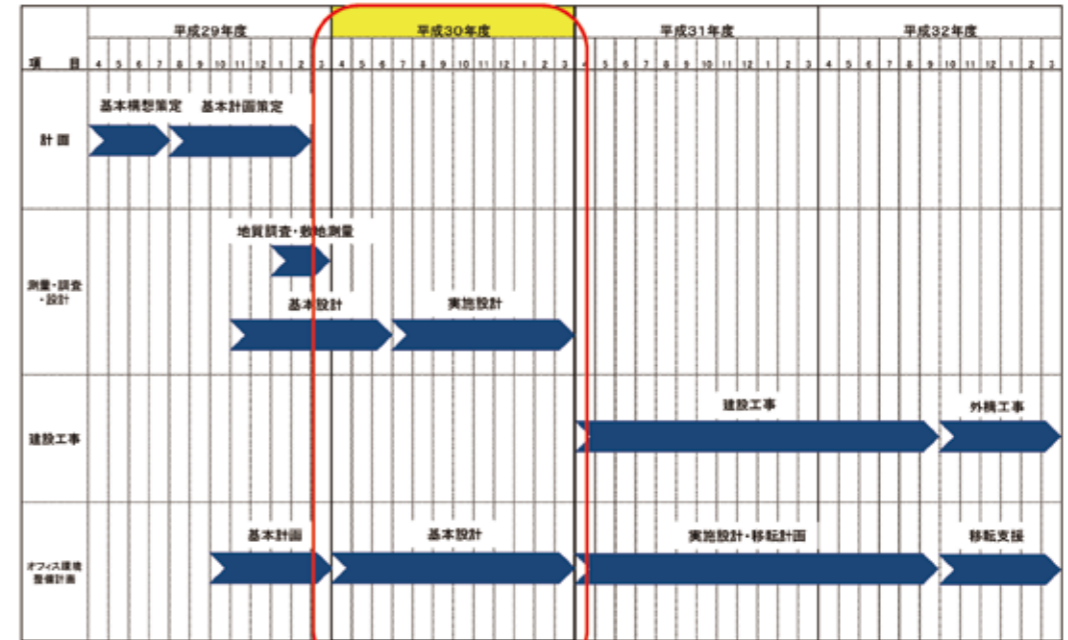 平成29年度 平成30年度 平成31年度 平成32年度
項 目 4 5 6 7 8 9 10 11 12 1 2 3 4 5 6 7 8 9 10 11 12 1 2 3 4 5 6 7 8 9 10 11 12 1 2 3 4 5 6 7 8 9 10 11 12 1 2 3
計画
基本構想策定 基本計画策定
測量・調査
・設計
地質調査・敷地測量
基本設計 実施設計
建設工事
建設工事 外構工事
オフィス環境
整備計画
基本計画 基本設計 実施設計・移転計画 移転支援